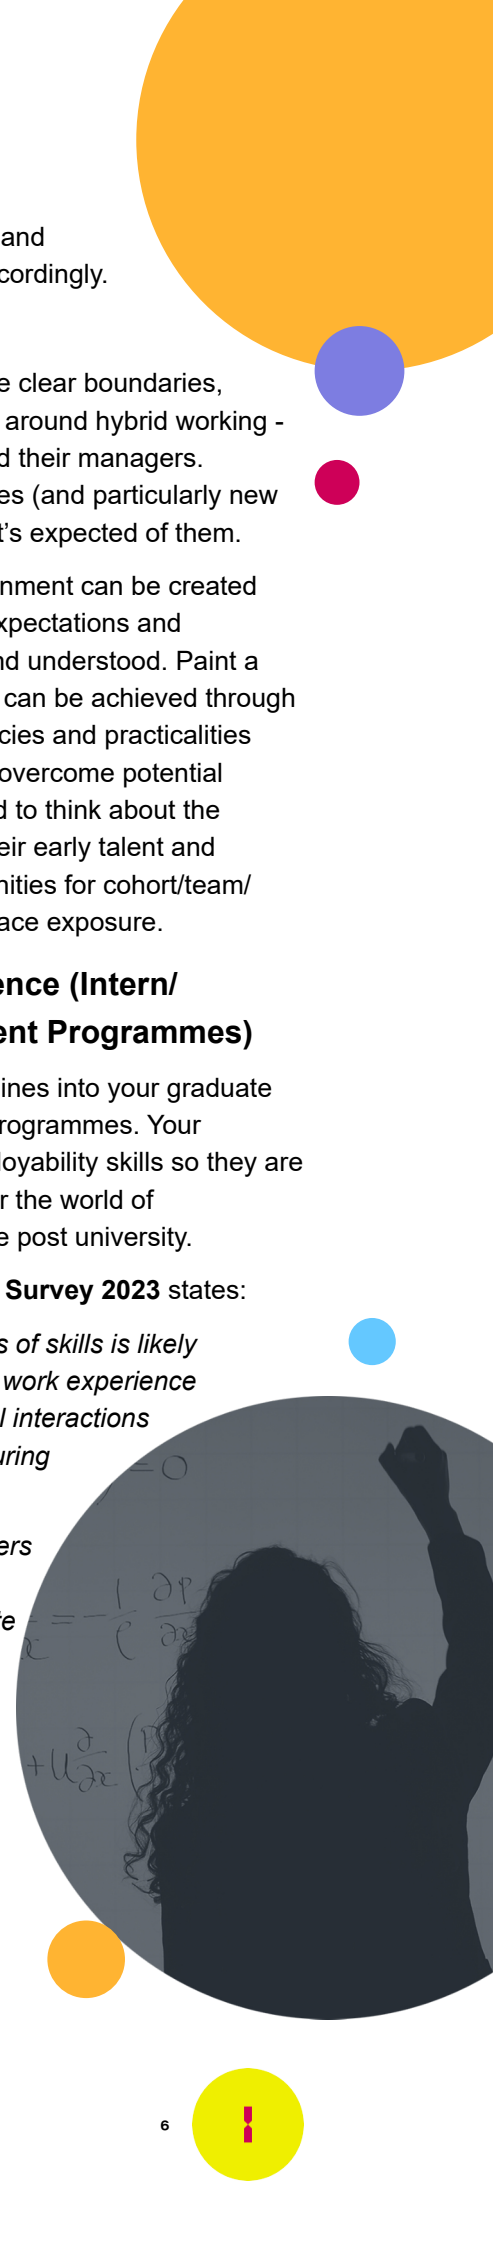 and
cordingly.
e clear boundaries,
around hybrid working -
d their managers.
es (and particularly new
t’s expected of them.
nment can be created
xpectations and
nd understood. Paint a
can be achieved through
cies and practicalities
overcome potential
d to think about the
eir early talent and
nities for cohort/team/
ace exposure.
ence (Intern/
ent Programmes)
lines into your graduate
rogrammes. Your
loyability skills so they are
r the world of
e post university.
Survey 2023 states:
s of skills is likely
work experience
l interactions
uring
= 0
ers
te
6